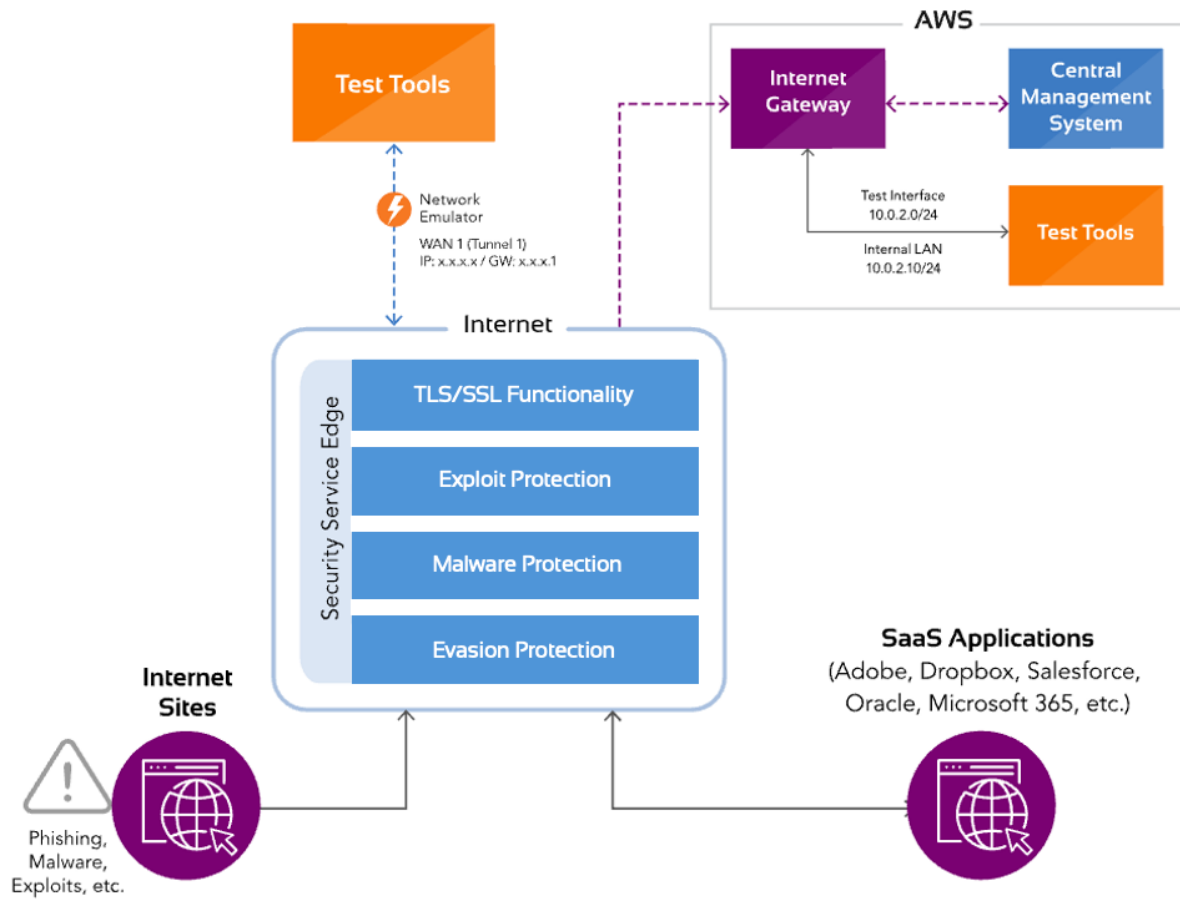 AWS
Test Tools
Internet
Gateway
Central
Management
System
Network
Emulator
WAN 1 (Tunnel 1)
IP: x.x.x.x / GW: x.x.x.1
Test Interface
10.0.2.0/24
Internal LAN
10.0.2.10/24
Test Tools
Internet
Security Service Edge
TLS/SSL Functionality
Exploit Protection
Malware Protection
Evasion Protection
Internet
Sites
Phishing,
Malware,
Exploits, etc.
SaaS Applications
(Adobe, Dropbox, Salesforce,
Oracle, Microsoft 365, etc.)